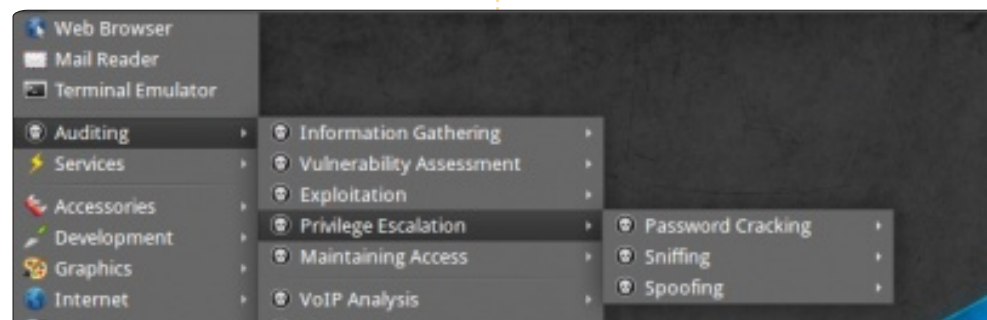 Web Browser
Mail Reader
Terminal Emulator
Auditing
Services
Accessories
Development
Graphics
Internet
Information Gathering
Vulnerability Assessment
Exploitation
Privilege Escalation
Maintaining Access
VoIP Analysis
Password Cracking
Sniffing
Spoofing